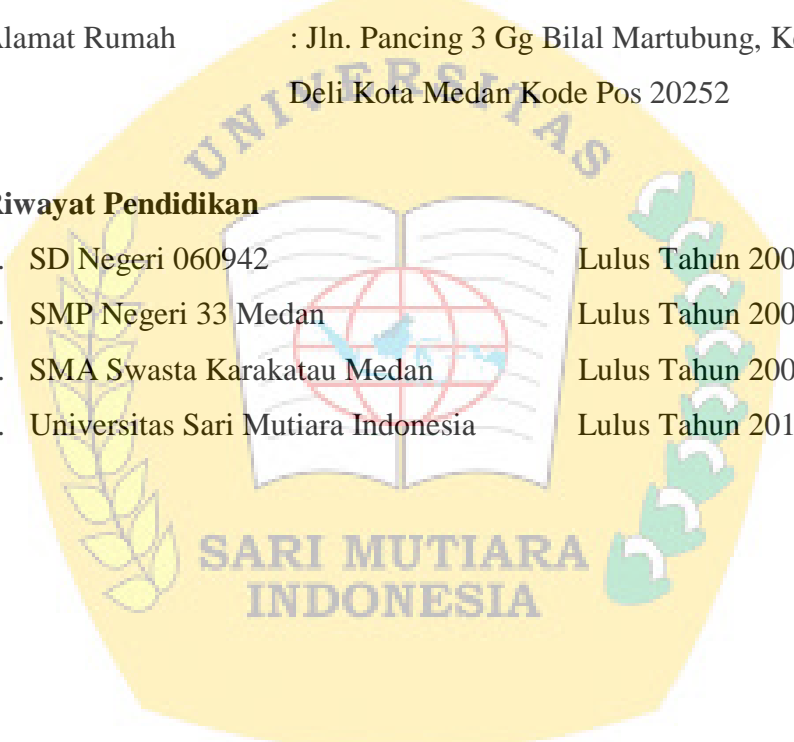 Alamat Rumah : Jln. Pancing 3 Gg Bilal Martubung,
Deli Kota Medan Kode Pos 20252
UNIVERSITAS
Riwayat Pendidikan
. SD Negeri 060942 Lulus Tahun 200
. SMP Negeri 33 Medan Lulus Tahun 200
. SMA Swasta Karakatau Medan Lulus Tahun 200
. Universitas Sari Mutiara Indonesia Lulus Tahun 201
SARI MUTIARA
INDONESIA